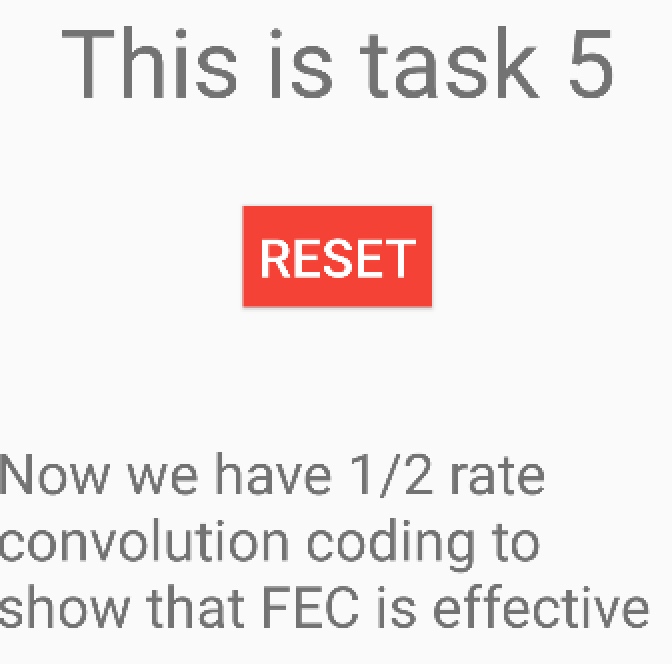 This is task 5
RESET
Now we have 1/2 rate
convolution coding to
show that FEC is effective